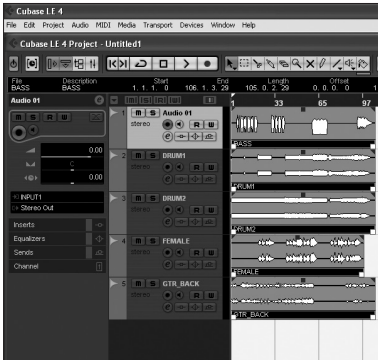 Cubase LE 4
File Edit Project Audio MIDI Media Transport Devices Window Help
Cubase LE 4 Project - Untitled1
File Description Start End Length Offset
BASS BASS 1. 1. 1. 0 106. 1. 3. 29 105. 0. 2. 29 0. 0. 0. 0
Audio 01
M S R W
0.00
C
0.00
INPUT1
Stereo Out
Inserts
Equalizers
Sends
Channel
1 33 65 97
1 M S Audio 01
stereo R W
BASS
2 M S DRUM1
stereo R W
DRUM1
3 M S DRUM2
stereo R W
DRUM2
4 M S FEMALE
stereo R W
FEMALE
5 M S GTR_BACK
stereo R W
GTR_BACK